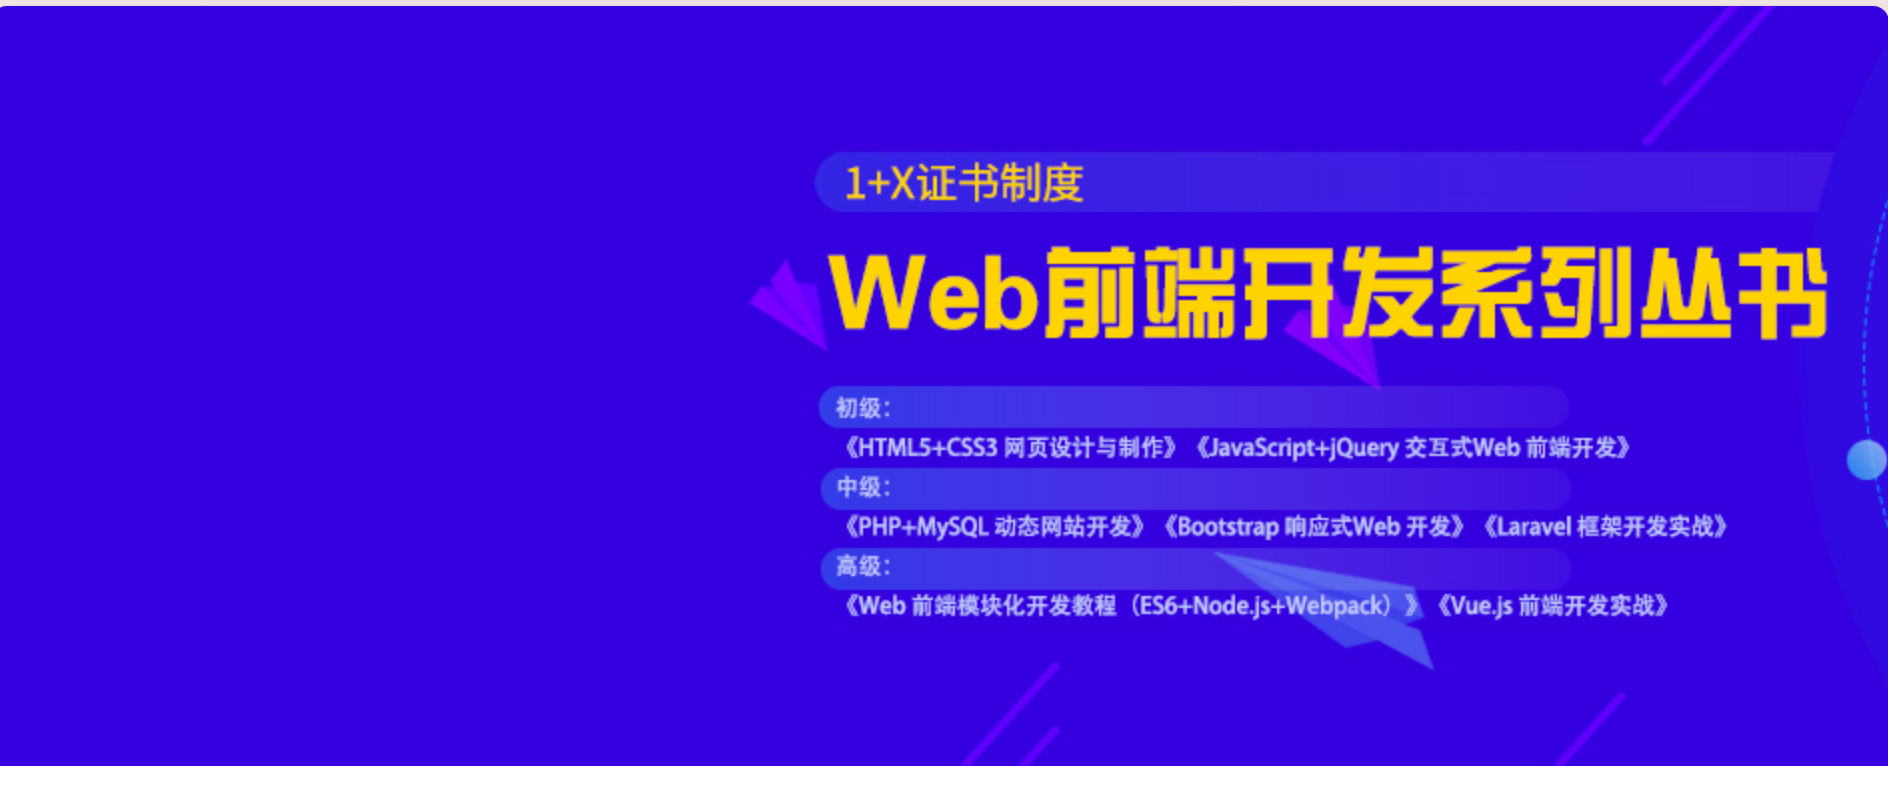 1+X证书制度
Web前端开发系列丛书
初级：
《HTML5+CSS3 网页设计与制作》《JavaScript+jQuery 交互式Web 前端开发》
中级：
《PHP+MySQL 动态网站开发》《Bootstrap 响应式Web 开发》《Laravel 框架开发实战》
高级：
《Web 前端模块化开发教程（ES6+Node.js+Webpack）》《Vue.js 前端开发实战》